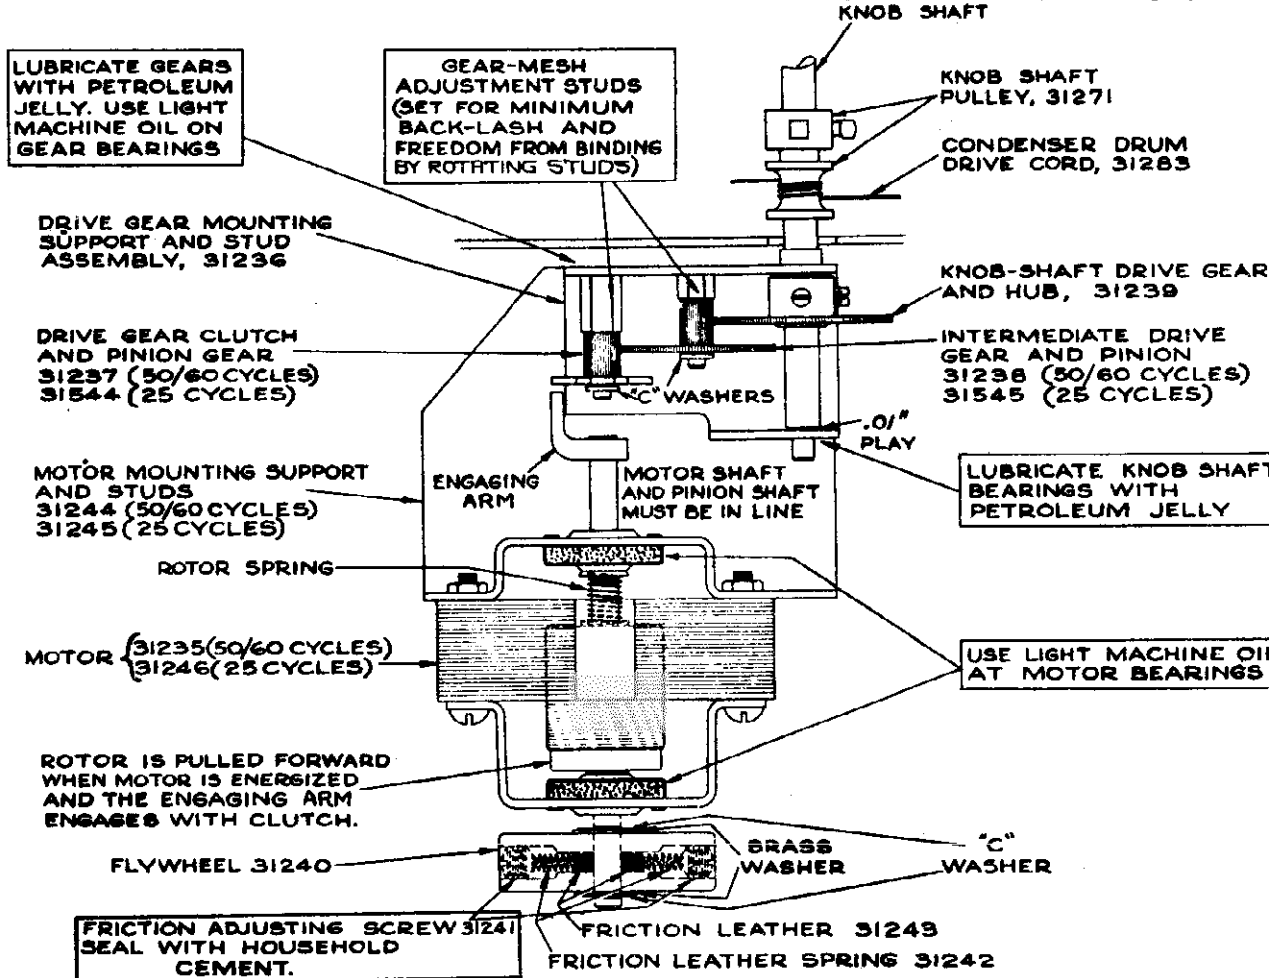 KNOB SHAFT
LUBRICATE GEARS
WITH PETROLEUM
JELLY. USE LIGHT
MACHINE OIL ON
GEAR BEARINGS
GEAR-MESH
ADJUSTMENT STUDS
(SET FOR MINIMUM
BACK-LASH AND
FREEDOM FROM BINDING
BY ROTATING STUDS)
KNOB SHAFT
PULLEY, 31271
CONDENSER DRUM
DRIVE CORD, 31283
DRIVE GEAR MOUNTING
SUPPORT AND STUD
ASSEMBLY, 31236
KNOB-SHAFT DRIVE GEAR
AND HUB, 31239
DRIVE GEAR CLUTCH
AND PINION GEAR
31237 (50/60 CYCLES)
31544 (25 CYCLES)
INTERMEDIATE DRIVE
GEAR AND PINION
31238 (50/60 CYCLES)
31545 (25 CYCLES)
"C" WASHERS
.01"
PLAY
MOTOR MOUNTING SUPPORT
AND STUDS
31244 (50/60 CYCLES)
31245 (25 CYCLES)
ENGAGING
ARM
MOTOR SHAFT
AND PINION SHAFT
MUST BE IN LINE
LUBRICATE KNOB SHAFT
BEARINGS WITH
PETROLEUM JELLY
ROTOR SPRING
MOTOR {31235 (50/60 CYCLES)
31246 (25 CYCLES)
USE LIGHT MACHINE OIL
AT MOTOR BEARINGS
ROTOR IS PULLED FORWARD
WHEN MOTOR IS ENERGIZED
AND THE ENGAGING ARM
ENGAGES WITH CLUTCH.
FLYWHEEL 31240
BRASS
WASHER
"C"
WASHER
FRICTION ADJUSTING SCREW 31241
SEAL WITH HOUSEHOLD
CEMENT.
FRICTION LEATHER 31243
FRICTION LEATHER SPRING 31242